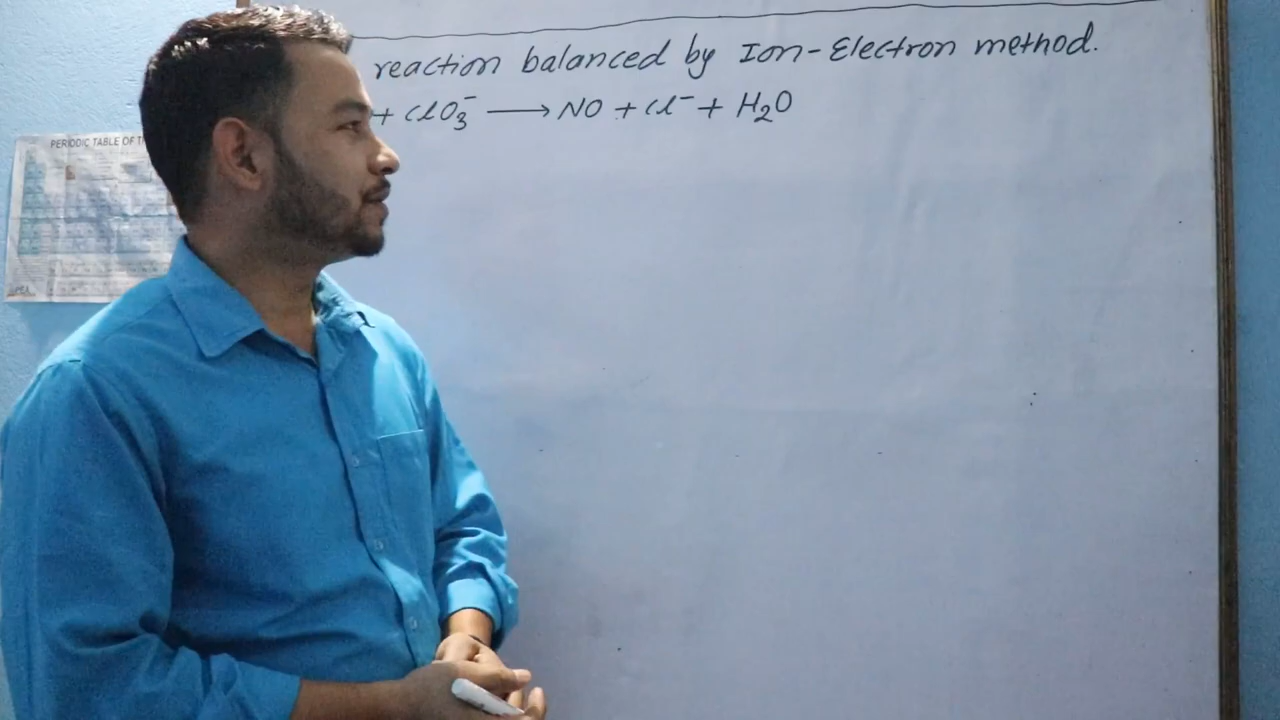 PERIODIC TABLE OF T
reaction balanced by Ion-Electron method.
+ ClO₃⁻ ⟶ NO + Cl⁻ + H₂O